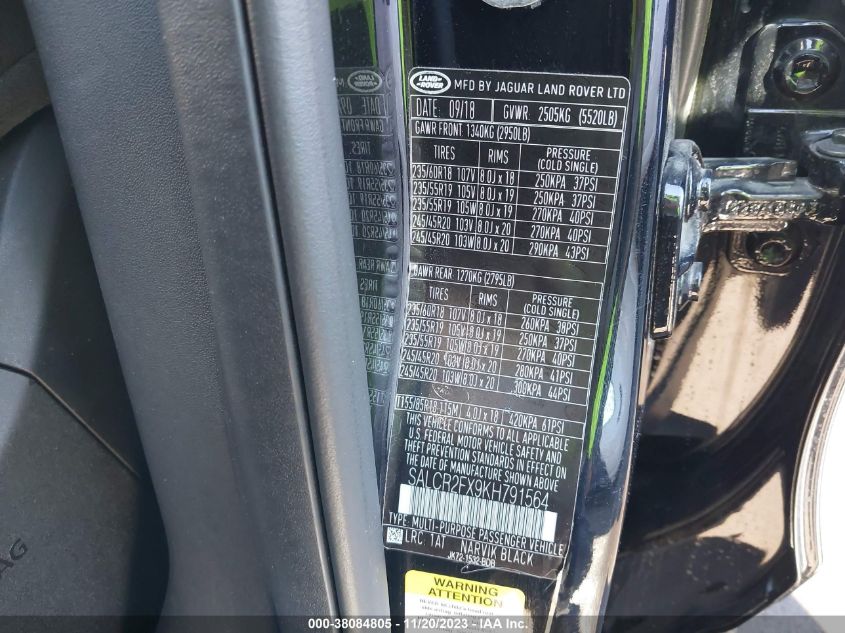 LAND ROVER
MFD BY JAGUAR LAND ROVER LTD
DATE: 09/18 GVWR. 2505KG (5520LB)
GAWR FRONT 1340KG (2950LB)
TIRES RIMS PRESSURE (COLD SINGLE)
235/60R18 107V 8.0J x 18 250KPA 37PSI
235/55R19 105V 8.0J x 19 250KPA 37PSI
235/55R19 105W 8.0J x 19 270KPA 40PSI
245/45R20 103V 8.0J x 20 270KPA 40PSI
245/45R20 103W 8.0J x 20 290KPA 43PSI
GAWR REAR 1270KG (2795LB)
TIRES RIMS PRESSURE (COLD SINGLE)
235/60R18 107V 8.0J x 18 260KPA 38PSI
235/55R19 105V 8.0J x 19 250KPA 37PSI
235/55R19 105W 8.0J x 19 270KPA 40PSI
245/45R20 103V 8.0J x 20 280KPA 41PSI
245/45R20 103W 8.0J x 20 300KPA 44PSI
T155/85R18 115M 4.0J x 18 420KPA 61PSI
THIS VEHICLE CONFORMS TO ALL APPLICABLE
U.S. FEDERAL MOTOR VEHICLE SAFETY AND
THEFT PREVENTION STANDARDS IN EFFECT
ON THE DATE OF MANUFACTURE SHOWN ABOVE
SALCR2FX9KH791564
TYPE: MULTI-PURPOSE PASSENGER VEHICLE
LRC: 1AT NARVIK BLACK
JK72-1532-BDB
WARNING
ATTENTION
AG
000-38084805 - 11/20/2023 - IAAI.COM